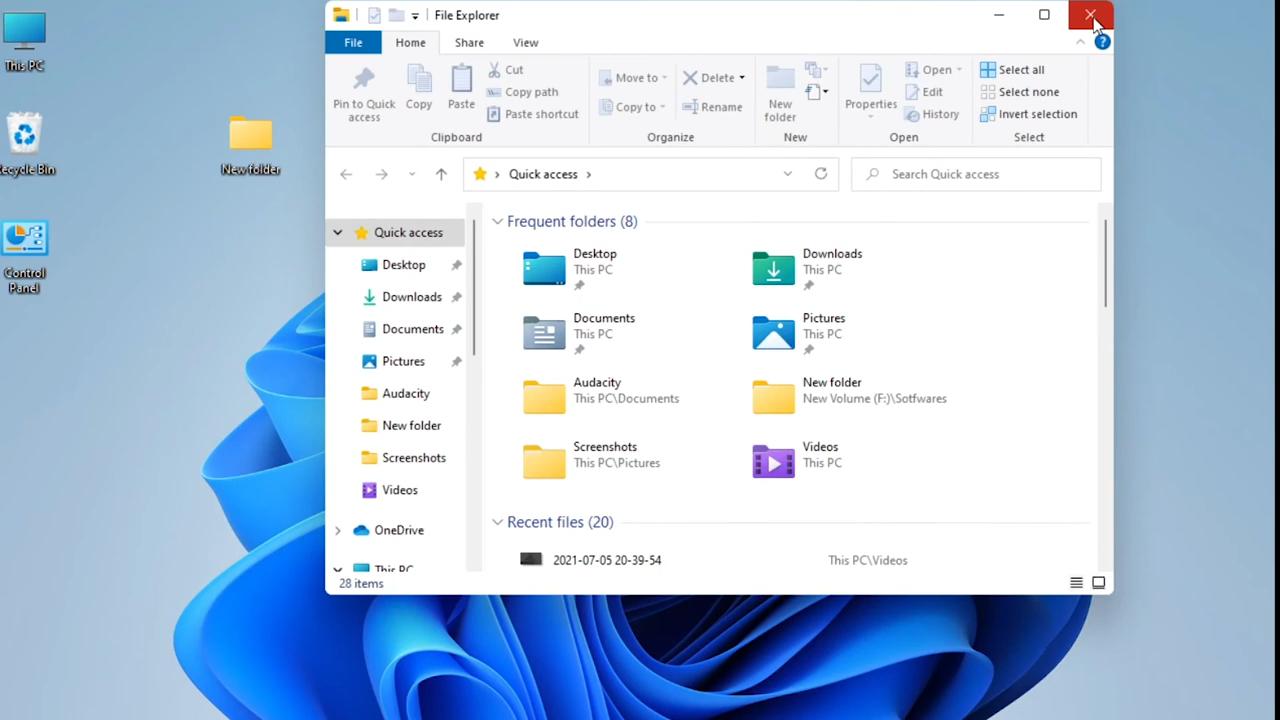 This PC
Recycle Bin
Control
Panel
New folder
File Explorer
File
Home
Share
View
Pin to Quick
access
Copy
Paste
Cut
Copy path
Paste shortcut
Clipboard
Move to
Copy to
Delete
Rename
Organize
New
folder
New
Properties
Open
Edit
History
Open
Select all
Select none
Invert selection
Select
?
Quick access
Search Quick access
Quick access
Desktop
Downloads
Documents
Pictures
Audacity
New folder
Screenshots
Videos
OneDrive
This PC
Frequent folders (8)
Desktop
This PC
Downloads
This PC
Documents
This PC
Pictures
This PC
Audacity
This PC\Documents
New folder
New Volume (F:)\Sotfwares
Screenshots
This PC\Pictures
Videos
This PC
Recent files (20)
2021-07-05 20-39-54
This PC\Videos
28 items